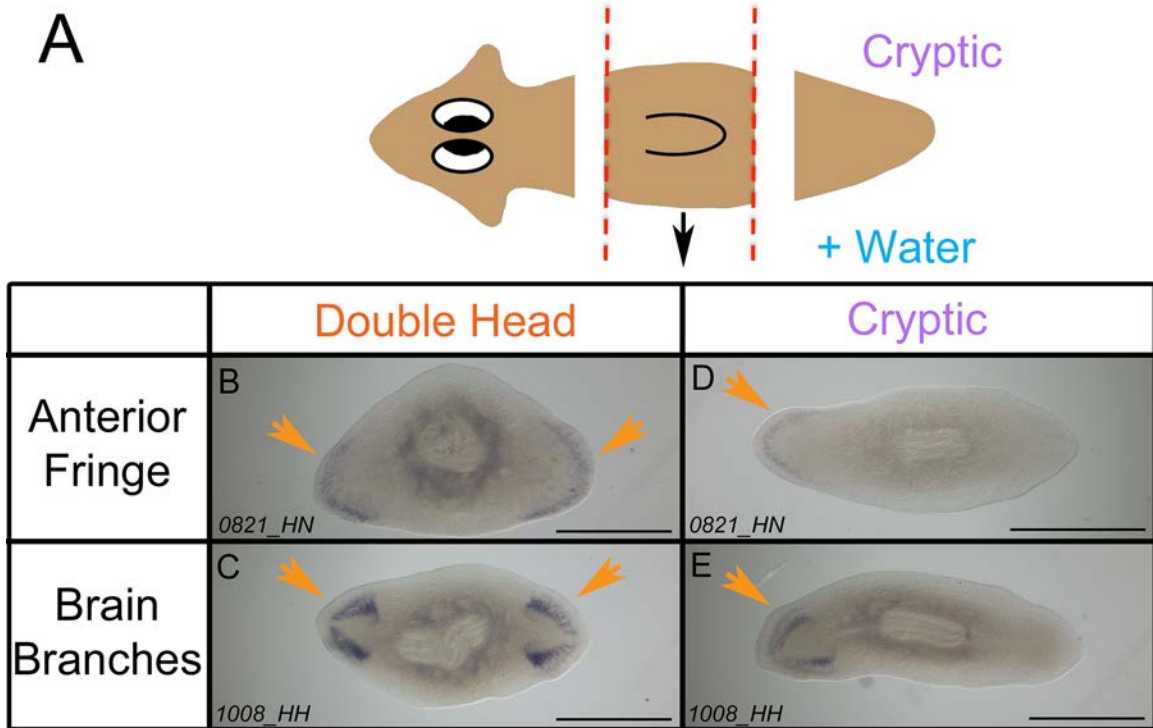 A
Cryptic
+ Water
Double Head
Cryptic
Anterior
Fringe
B
0821_HN
D
0821_HN
Brain
Branches
C
1008_HH
E
1008_HH